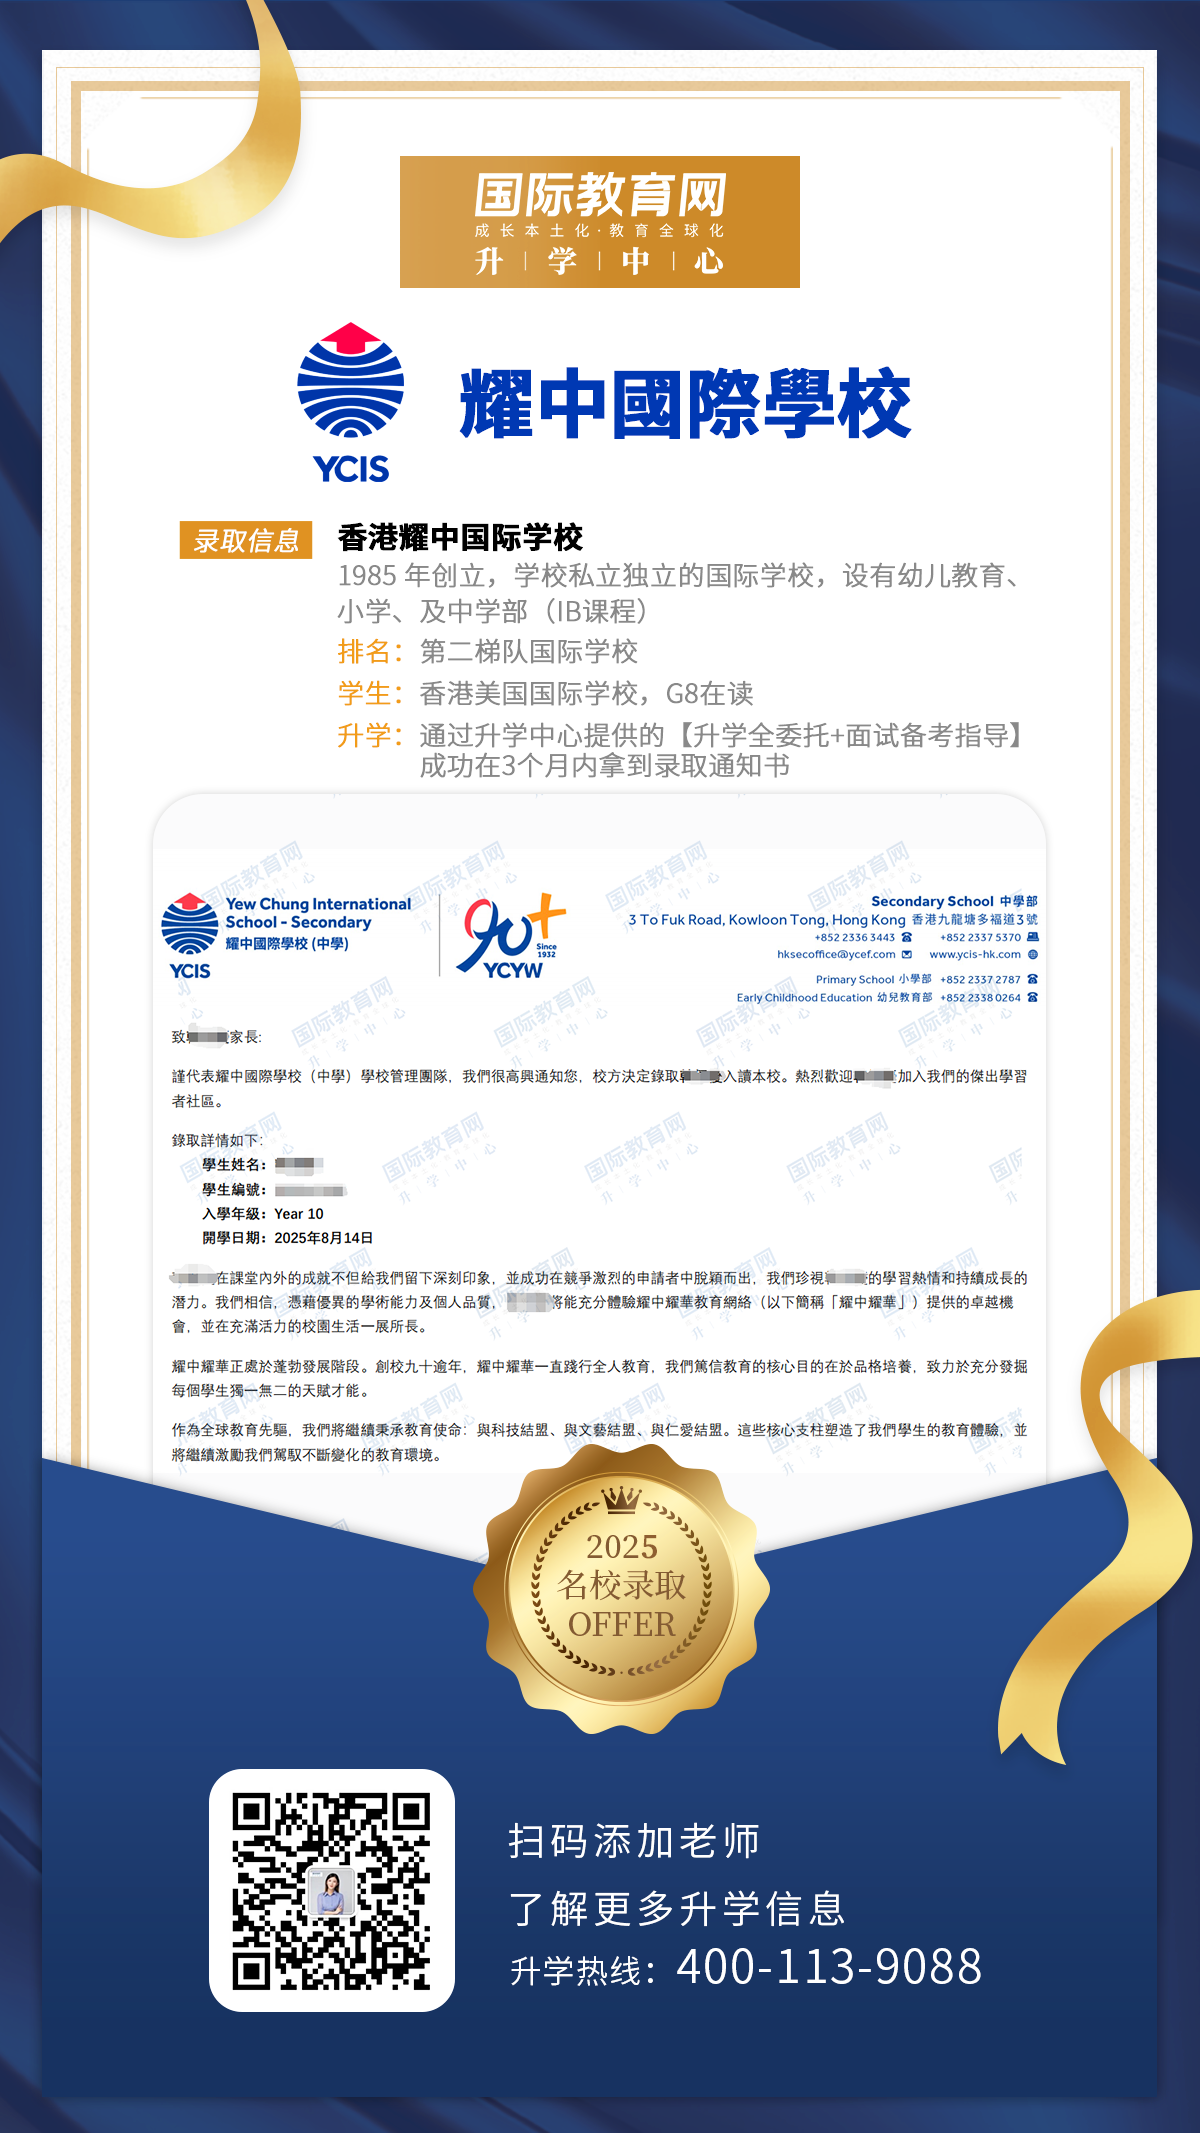 国际教育网
成长本土化·教育全球化
升|学|中|心
YCIS
耀中國際學校
录取信息
香港耀中国际学校
1985 年创立，学校私立独立的国际学校，设有幼儿教育、
小学、及中学部（IB课程）
排名：第二梯队国际学校
学生：香港美国国际学校，G8在读
升学：通过升学中心提供的【升学全委托+面试备考指导】
成功在3个月内拿到录取通知书
YCIS
Yew Chung International
School - Secondary
耀中國際學校 (中學)
90+
Since
1932
YCYW
Secondary School 中學部
3 To Fuk Road, Kowloon Tong, Hong Kong 香港九龍塘多福道3號
+852 2336 3443 +852 2337 5370
hksecoffice@ycef.com www.ycis-hk.com
Primary School 小學部 +852 2337 2787
Early Childhood Education 幼兒教育部 +852 2338 0264
致 家長:
謹代表耀中國際學校（中學）學校管理團隊，我們很高興通知您，校方決定錄取 入讀本校。熱烈歡迎 加入我們的傑出學習
者社區。
錄取詳情如下:
學生姓名：
學生編號：
入學年級：Year 10
開學日期：2025年8月14日
在課堂內外的成就不但給我們留下深刻印象，並成功在競爭激烈的申請者中脫穎而出，我們珍視 的學習熱情和持續成長的
潛力。我們相信，憑藉優異的學術能力及個人品質， 將能充分體驗耀中耀華教育網絡（以下簡稱「耀中耀華」）提供的卓越機
會，並在充滿活力的校園生活一展所長。
耀中耀華正處於蓬勃發展階段。創校九十逾年，耀中耀華一直踐行全人教育，我們篤信教育的核心目的在於品格培養，致力於充分發掘
每個學生獨一無二的天賦才能。
作為全球教育先驅，我們將繼續秉承教育使命：與科技結盟、與文藝結盟、與仁愛結盟。這些核心支柱塑造了我們學生的教育體驗，並
將繼續激勵我們駕馭不斷變化的教育環境。
2025
名校录取
OFFER
扫码添加老师
了解更多升学信息
升学热线：400-113-9088